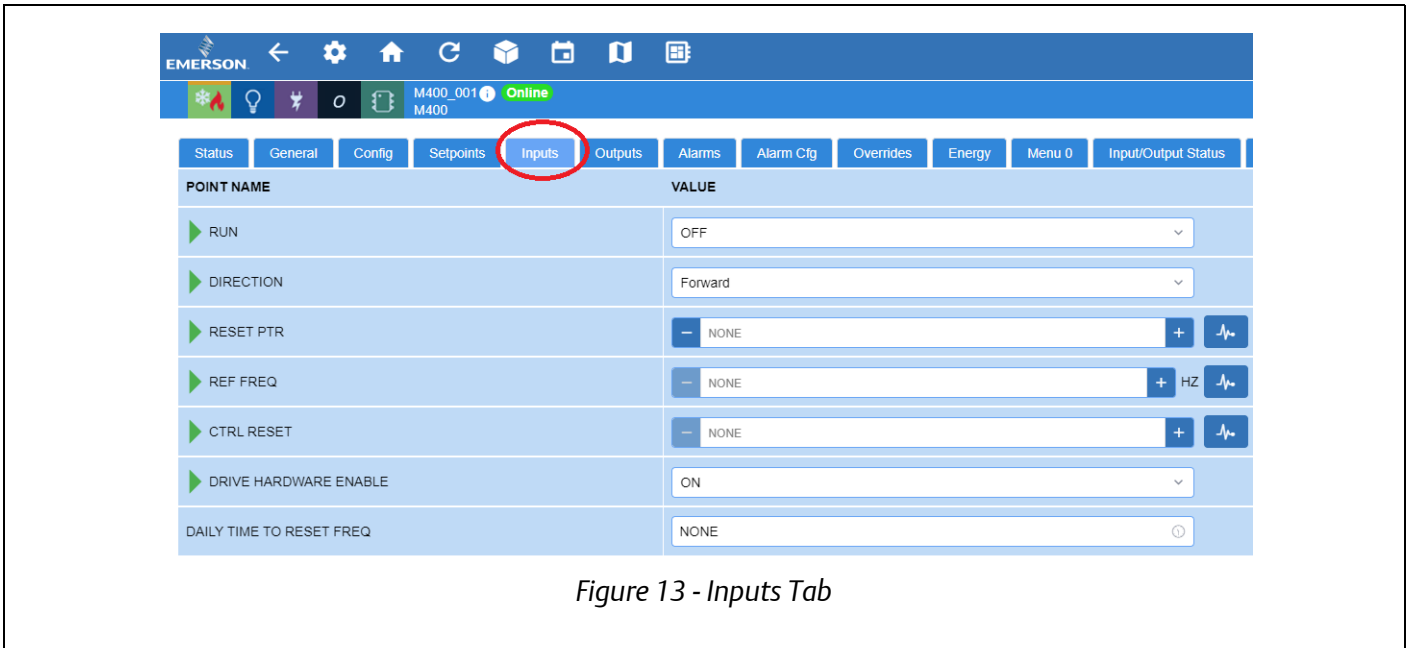 EMERSON.
M400_001 i Online
o M400
Status General Config Setpoints Inputs Outputs Alarms Alarm Cfg Overrides Energy Menu 0 Input/Output Status
POINT NAME VALUE
RUN OFF
DIRECTION Forward
RESET PTR − NONE +
REF FREQ − NONE + HZ
CTRL RESET − NONE +
DRIVE HARDWARE ENABLE ON
DAILY TIME TO RESET FREQ NONE
Figure 13 - Inputs Tab